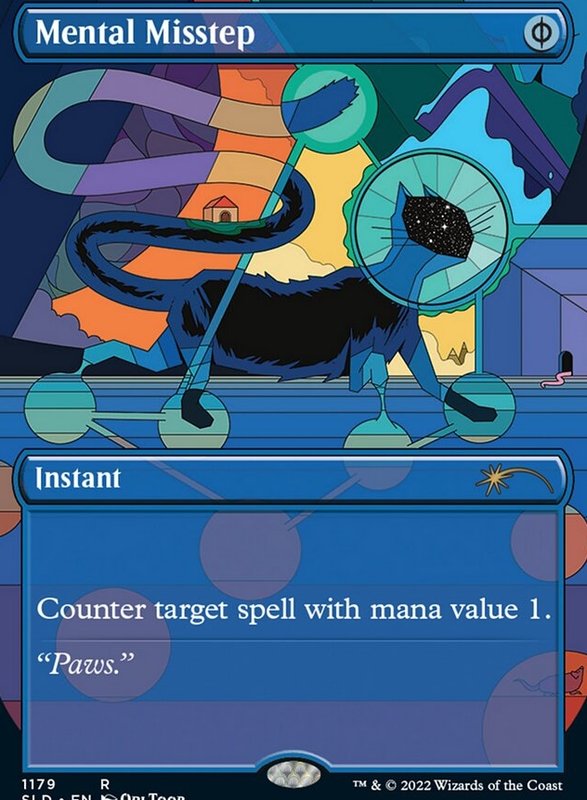 Mental Misstep
Instant
Counter target spell with mana value 1.
“Paws.”
1179 R
™ & © 2022 Wizards of the Coast
SLD • EN